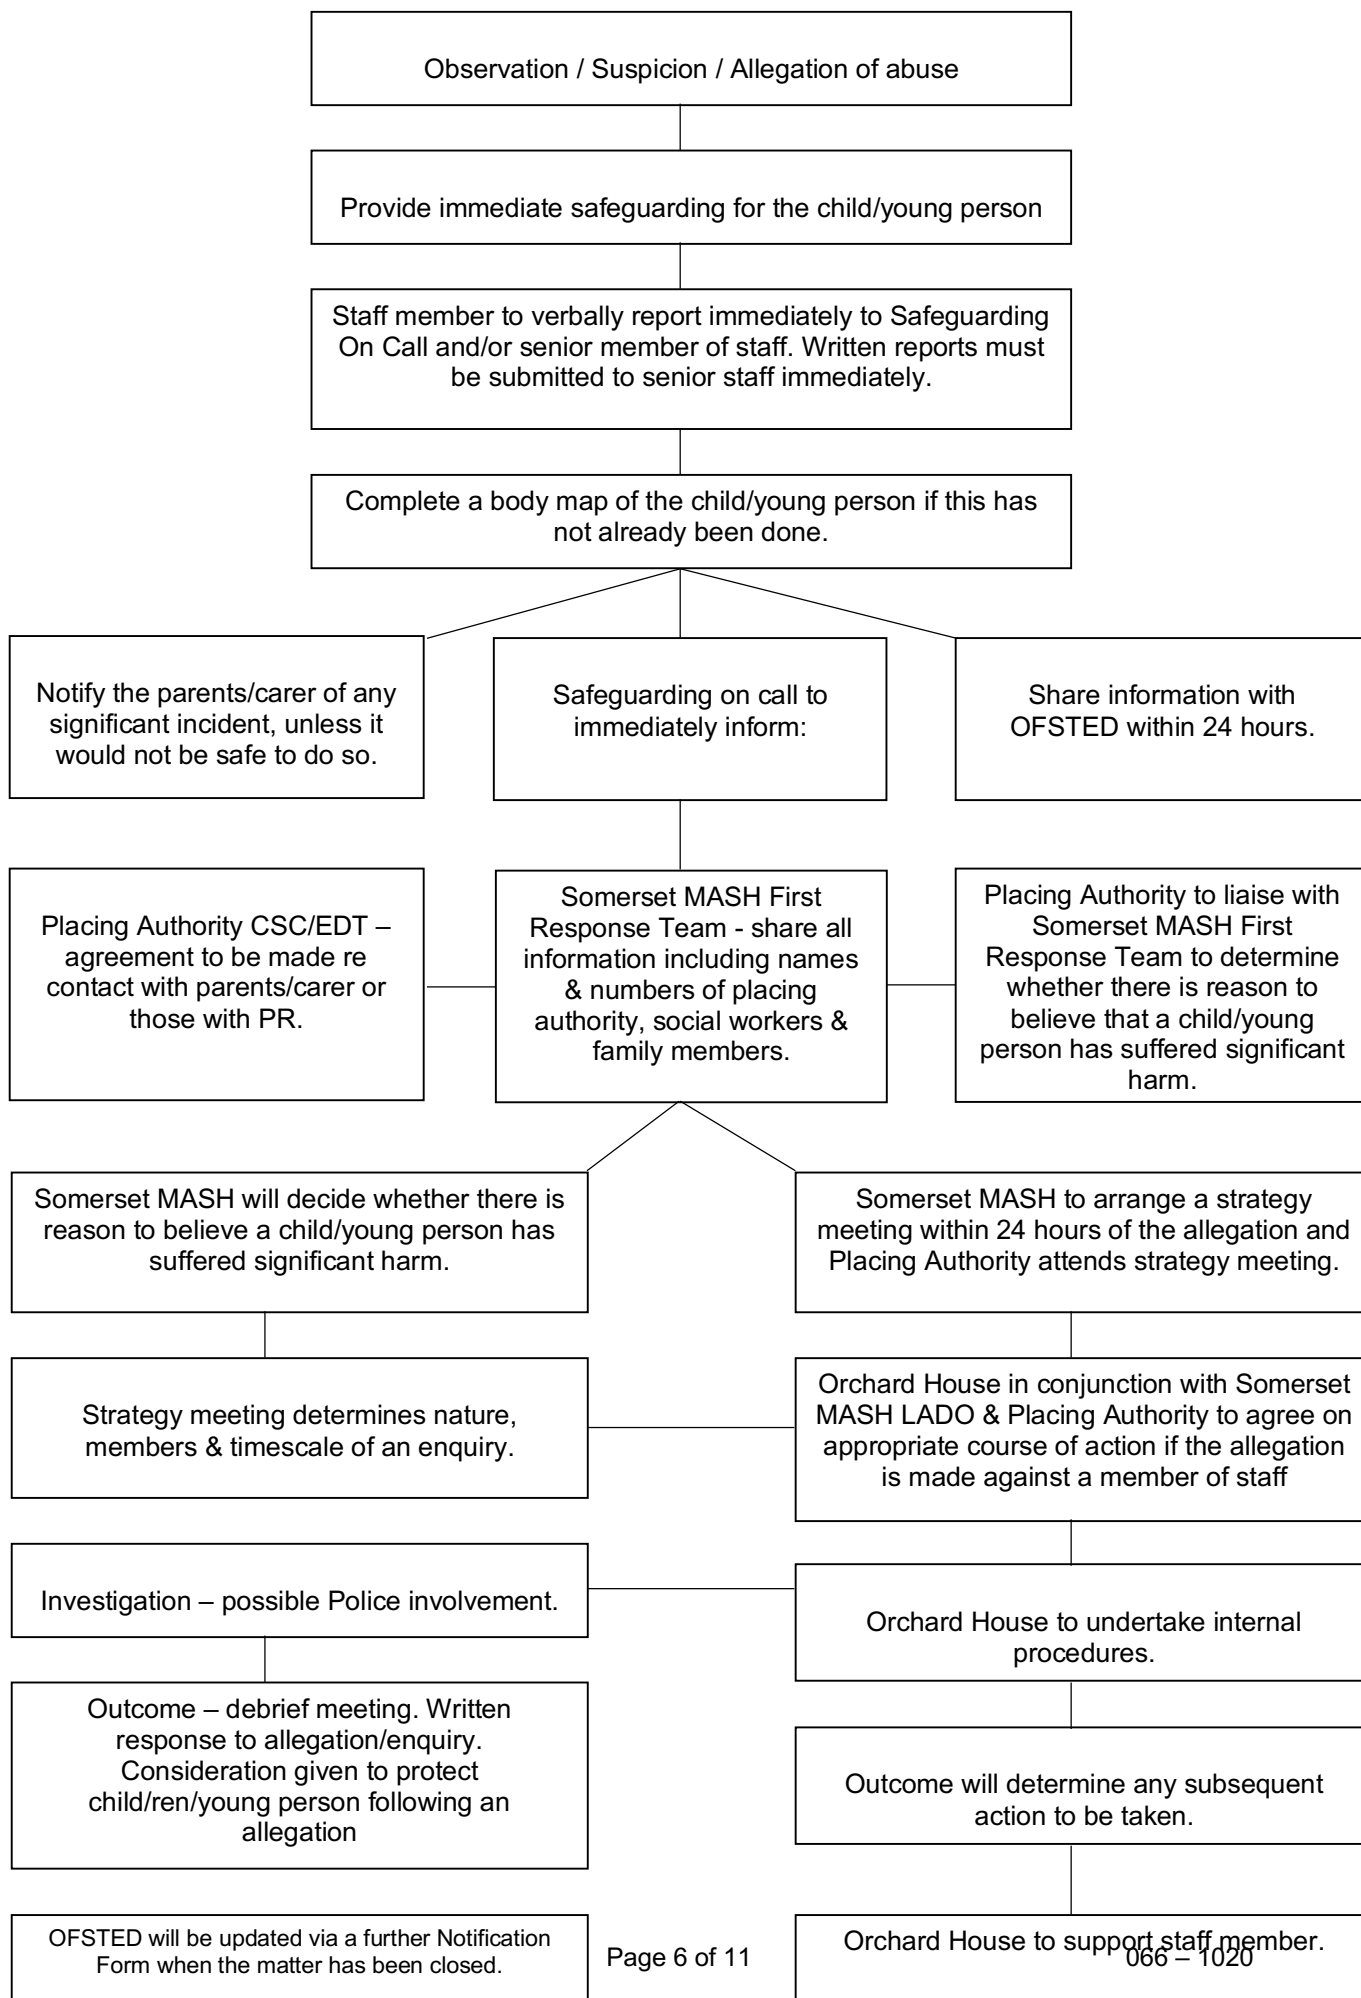 Observation / Suspicion / Allegation of abuse
Provide immediate safeguarding for the child/young person
Staff member to verbally report immediately to Safeguarding
On Call and/or senior member of staff. Written reports must
be submitted to senior staff immediately.
Complete a body map of the child/young person if this has
not already been done.
Notify the parents/carer of any
significant incident, unless it
would not be safe to do so.
Safeguarding on call to
immediately inform:
Share information with
OFSTED within 24 hours.
Placing Authority CSC/EDT –
agreement to be made re
contact with parents/carer or
those with PR.
Somerset MASH First
Response Team - share all
information including names
& numbers of placing
authority, social workers &
family members.
Placing Authority to liaise with
Somerset MASH First
Response Team to determine
whether there is reason to
believe that a child/young
person has suffered significant
harm.
Somerset MASH will decide whether there is
reason to believe a child/young person has
suffered significant harm.
Somerset MASH to arrange a strategy
meeting within 24 hours of the allegation and
Placing Authority attends strategy meeting.
Strategy meeting determines nature,
members & timescale of an enquiry.
Orchard House in conjunction with Somerset
MASH LADO & Placing Authority to agree on
appropriate course of action if the allegation
is made against a member of staff
Investigation – possible Police involvement.
Orchard House to undertake internal
procedures.
Outcome – debrief meeting. Written
response to allegation/enquiry.
Consideration given to protect
child/ren/young person following an
allegation
Outcome will determine any subsequent
action to be taken.
OFSTED will be updated via a further Notification
Form when the matter has been closed.
Orchard House to support staff member.
Page 6 of 11
066 – 1020